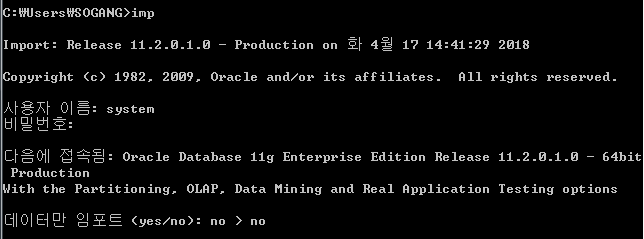 C:₩Users₩SOGANG>imp
Import: Release 11.2.0.1.0 - Production on 화 4월 17 14:41:29 2018
Copyright (c) 1982, 2009, Oracle and/or its affiliates.  All rights reserved.
사용자 이름: system
비밀번호:
다음에 접속됨: Oracle Database 11g Enterprise Edition Release 11.2.0.1.0 - 64bit
Production
With the Partitioning, OLAP, Data Mining and Real Application Testing options
데이터만 임포트 (yes/no): no > no